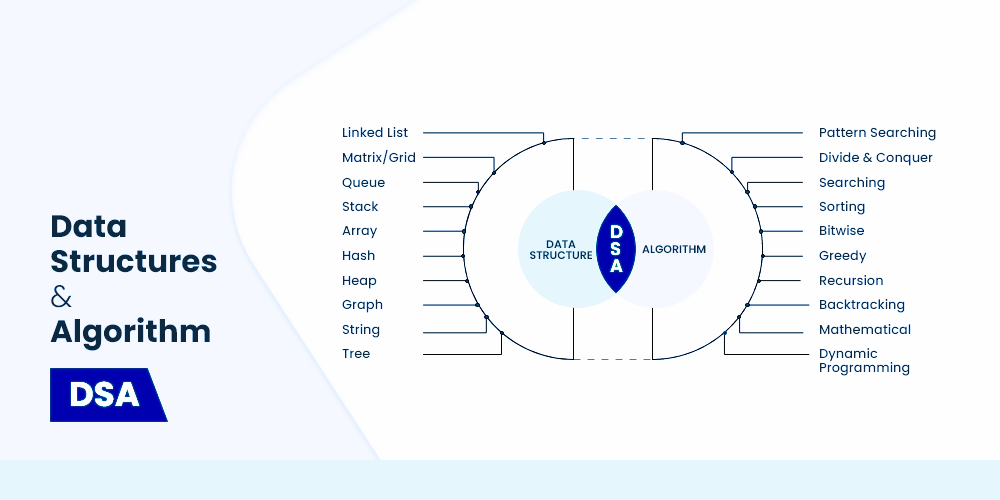 Data
Structures
&
Algorithm
DSA
Linked List
Matrix/Grid
Queue
Stack
Array
Hash
Heap
Graph
String
Tree
DATA
STRUCTURE
DSA
ALGORITHM
Pattern Searching
Divide & Conquer
Searching
Sorting
Bitwise
Greedy
Recursion
Backtracking
Mathematical
Dynamic
Programming